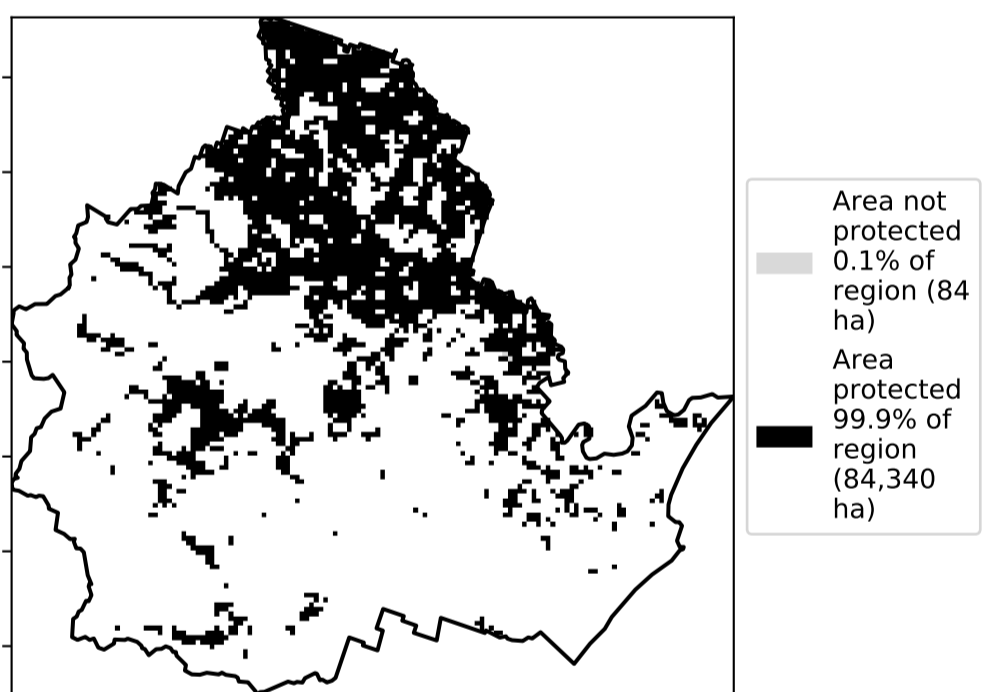 Area not
protected
0.1% of
region (84
ha)
Area
protected
99.9% of
region
(84,340
ha)